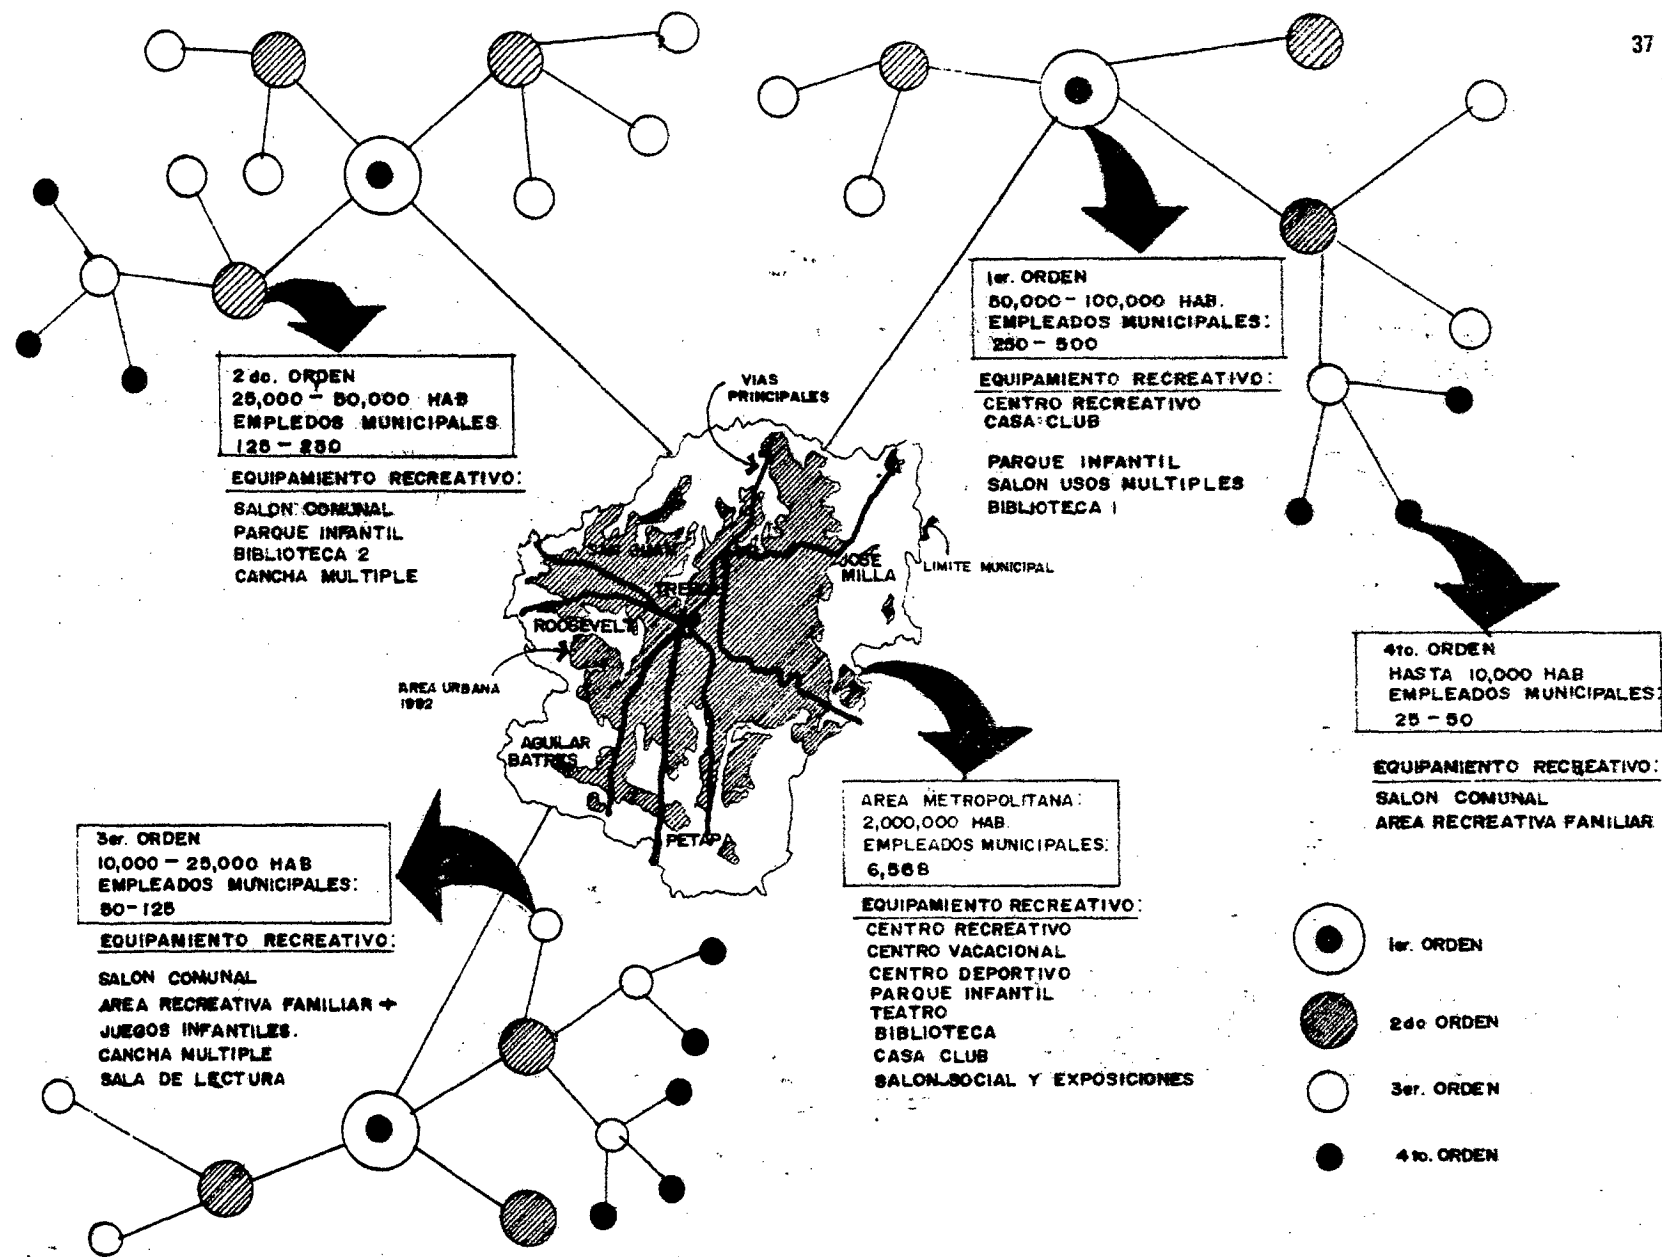 37
1er. ORDEN
50,000 - 100,000 HAB.
EMPLEADOS MUNICIPALES:
250 - 500
EQUIPAMIENTO RECREATIVO:
CENTRO RECREATIVO
CASA CLUB
PARQUE INFANTIL
SALON USOS MULTIPLES
BIBLIOTECA 1
2do. ORDEN
25,000 - 50,000 HAB
EMPLEDOS MUNICIPALES
125 - 250
EQUIPAMIENTO RECREATIVO:
SALON COMUNAL
PARQUE INFANTIL
BIBLIOTECA 2
CANCHA MULTIPLE
VIAS
PRINCIPALES
SAN JUAN
JOSE
MILLA
LIMITE MUNICIPAL
ROOSEVELT
AREA URBANA
1992
AGUILAR
BATRES
PETAPA
4to. ORDEN
HASTA 10,000 HAB
EMPLEADOS MUNICIPALES:
25 - 50
EQUIPAMIENTO RECREATIVO:
SALON COMUNAL
AREA RECREATIVA FAMILIAR
AREA METROPOLITANA:
2,000,000 HAB.
EMPLEADOS MUNICIPALES:
6,568
EQUIPAMIENTO RECREATIVO:
CENTRO RECREATIVO
CENTRO VACACIONAL
CENTRO DEPORTIVO
PARQUE INFANTIL
TEATRO
BIBLIOTECA
CASA CLUB
SALON SOCIAL Y EXPOSICIONES
3er. ORDEN
10,000 - 25,000 HAB
EMPLEADOS MUNICIPALES:
50-125
EQUIPAMIENTO RECREATIVO:
SALON COMUNAL
AREA RECREATIVA FAMILIAR +
JUEGOS INFANTILES.
CANCHA MULTIPLE
SALA DE LECTURA
1er. ORDEN
2do ORDEN
3er. ORDEN
4to. ORDEN